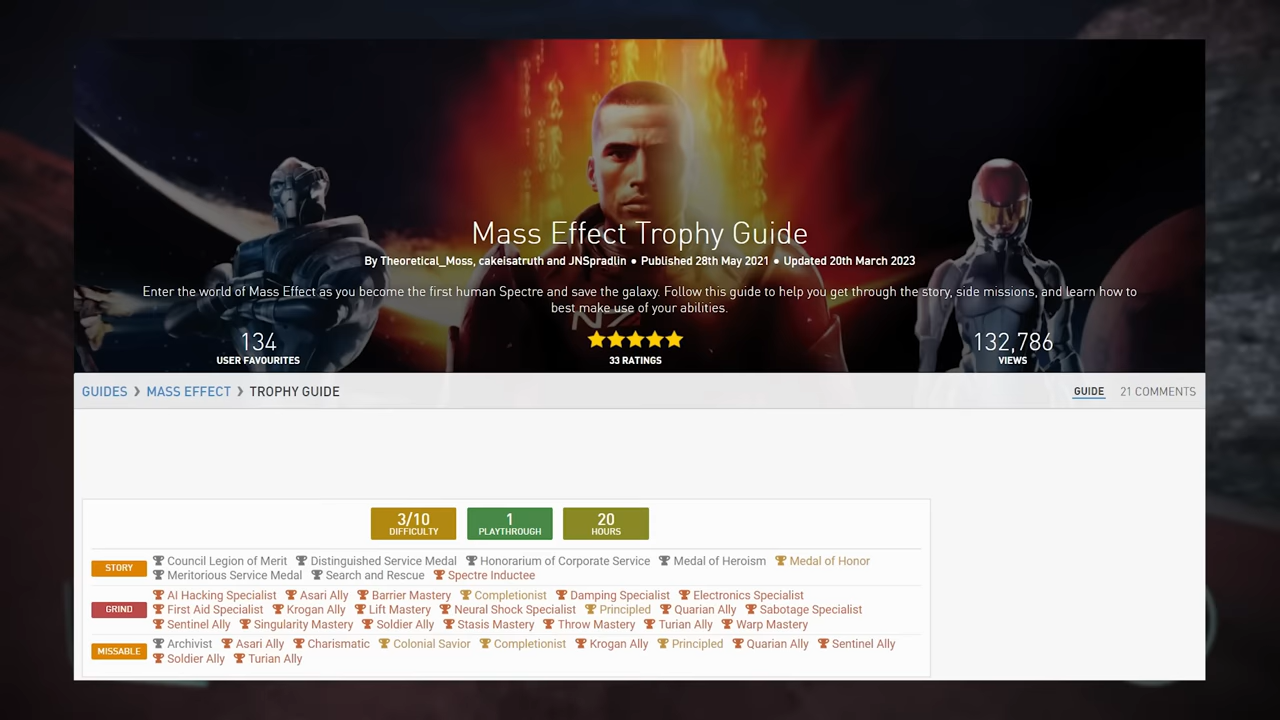 Mass Effect Trophy Guide
By Theoretical_Moss, cakeisatruth and JNSpradlin • Published 28th May 2021 • Updated 20th March 2023
Enter the world of Mass Effect as you become the first human Spectre and save the galaxy. Follow this guide to help you get through the story, side missions, and learn how to
best make use of your abilities.
N7
134
USER FAVOURITES
33 RATINGS
132,786
VIEWS
GUIDES > MASS EFFECT > TROPHY GUIDE
GUIDE 21 COMMENTS
3/10
DIFFICULTY
1
PLAYTHROUGH
20
HOURS
STORY
Council Legion of Merit Distinguished Service Medal Honorarium of Corporate Service Medal of Heroism Medal of Honor
Meritorious Service Medal Search and Rescue Spectre Inductee
GRIND
AI Hacking Specialist Asari Ally Barrier Mastery Completionist Damping Specialist Electronics Specialist
First Aid Specialist Krogan Ally Lift Mastery Neural Shock Specialist Principled Quarian Ally Sabotage Specialist
Sentinel Ally Singularity Mastery Soldier Ally Stasis Mastery Throw Mastery Turian Ally Warp Mastery
MISSABLE
Archivist Asari Ally Charismatic Colonial Savior Completionist Krogan Ally Principled Quarian Ally Sentinel Ally
Soldier Ally Turian Ally